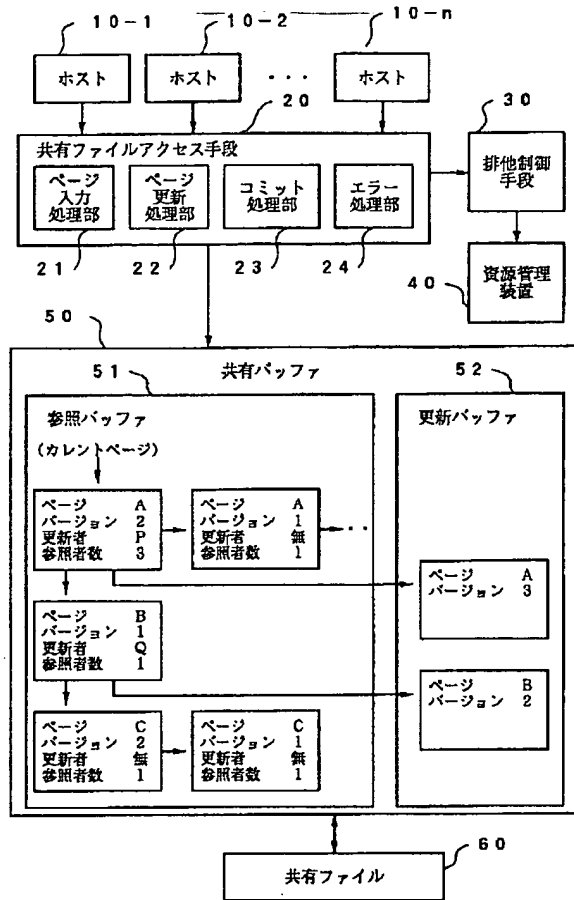 10-1
10-2
10-n
ホスト
ホスト
・・・
ホスト
20
30
共有ファイルアクセス手段
ページ
入力
処理部
ページ
更新
処理部
コミット
処理部
エラー
処理部
排他制御
手段
21
22
23
24
40
資源管理
装置
50
51
共有バッファ
52
参照バッファ
更新バッファ
(カレントページ)
ページ A
バージョン 2
更新者 P
参照者数 3
ページ A
バージョン 1
更新者 無
参照者数 1
・・
ページ A
バージョン 3
ページ B
バージョン 1
更新者 Q
参照者数 1
ページ B
バージョン 2
ページ C
バージョン 2
更新者 無
参照者数 1
ページ C
バージョン 1
更新者 無
参照者数 1
60
共有ファイル